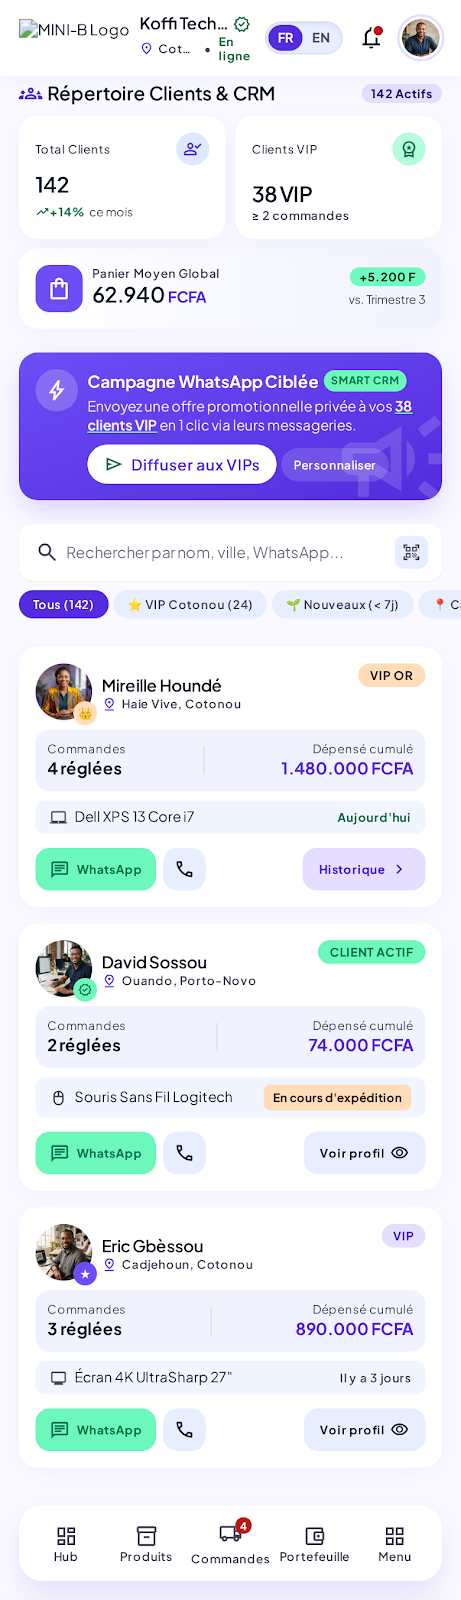 MINI-B Logo
Koffi Tech...
Cot...
•
En ligne
FR
EN
Répertoire Clients & CRM
142 Actifs
Total Clients
142
+14% ce mois
Clients VIP
38 VIP
≥ 2 commandes
Panier Moyen Global
62.940 FCFA
+5.200 F
vs. Trimestre 3
Campagne WhatsApp Ciblée
SMART CRM
Envoyez une offre promotionnelle privée à vos 38
clients VIP en 1 clic via leurs messageries.
Diffuser aux VIPs
Personnaliser
Rechercher par nom, ville, WhatsApp...
Tous (142)
⭐ VIP Cotonou (24)
🌱 Nouveaux (< 7j)
📍 C
Mireille Houndé
Haie Vive, Cotonou
VIP OR
Commandes
4 réglées
Dépensé cumulé
1.480.000 FCFA
Dell XPS 13 Core i7
Aujourd'hui
WhatsApp
Historique
David Sossou
Ouando, Porto-Novo
CLIENT ACTIF
Commandes
2 réglées
Dépensé cumulé
74.000 FCFA
Souris Sans Fil Logitech
En cours d'expédition
WhatsApp
Voir profil
Eric Gbèssou
Cadjehoun, Cotonou
VIP
Commandes
3 réglées
Dépensé cumulé
890.000 FCFA
Écran 4K UltraSharp 27"
Il y a 3 jours
WhatsApp
Voir profil
Hub
Produits
4
Commandes
Portefeuille
Menu